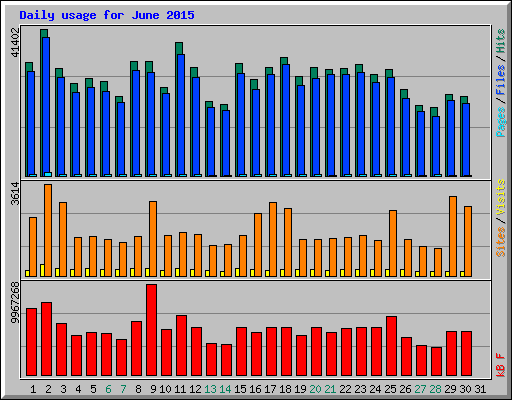 Daily usage for June 2015
41402
Pages / Files / Hits
3614
Sites / Visits
9967268
kB F
1 2 3 4 5 6 7 8 9 10 11 12 13 14 15 16 17 18 19 20 21 22 23 24 25 26 27 28 29 30 31